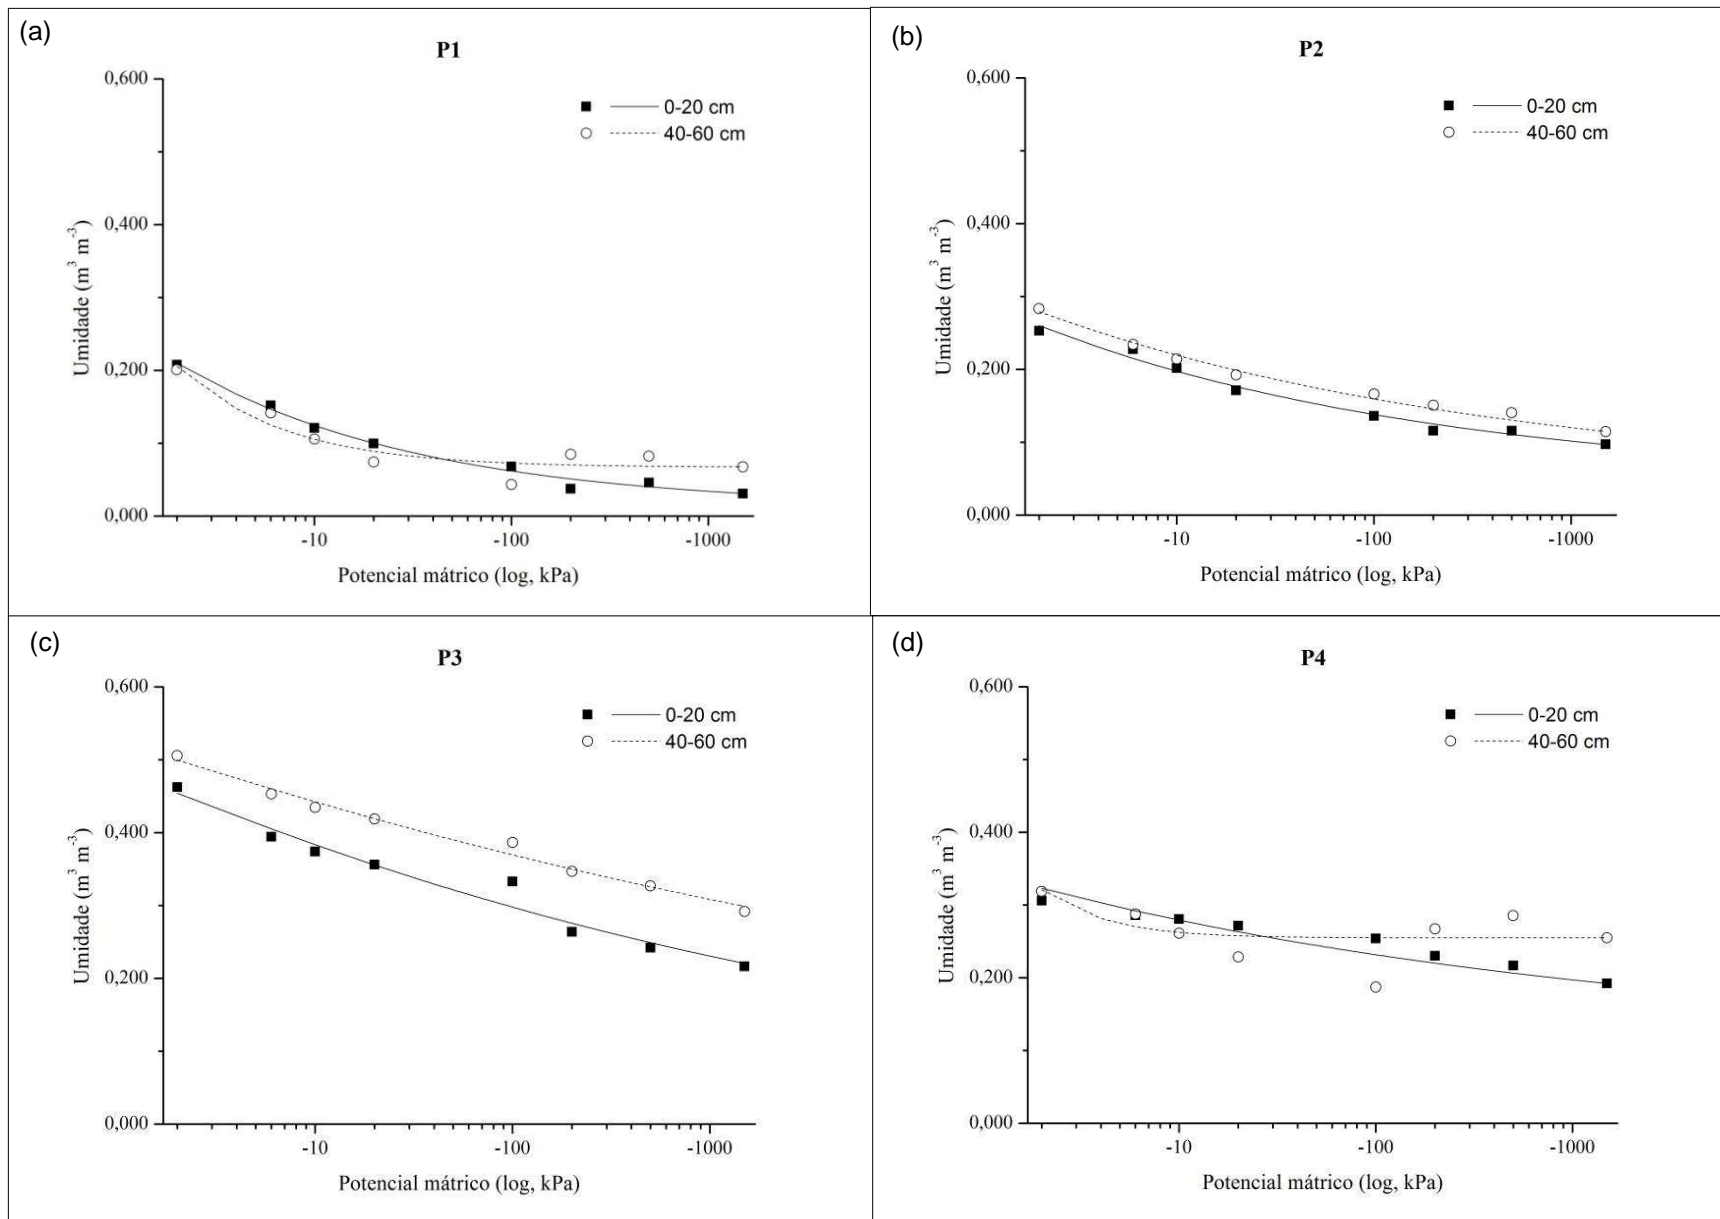 (a)
P1
0,600
0,400
0,200
0,000
Umidade (m³ m⁻³)
0-20 cm
40-60 cm
-10
-100
-1000
Potencial mátrico (log, kPa)
(b)
P2
0,600
0,400
0,200
0,000
Umidade (m³ m⁻³)
0-20 cm
40-60 cm
-10
-100
-1000
Potencial mátrico (log, kPa)
(c)
P3
0,600
0,400
0,200
0,000
Umidade (m³ m⁻³)
0-20 cm
40-60 cm
-10
-100
-1000
Potencial mátrico (log, kPa)
(d)
P4
0,600
0,400
0,200
0,000
Umidade (m³ m⁻³)
0-20 cm
40-60 cm
-10
-100
-1000
Potencial mátrico (log, kPa)